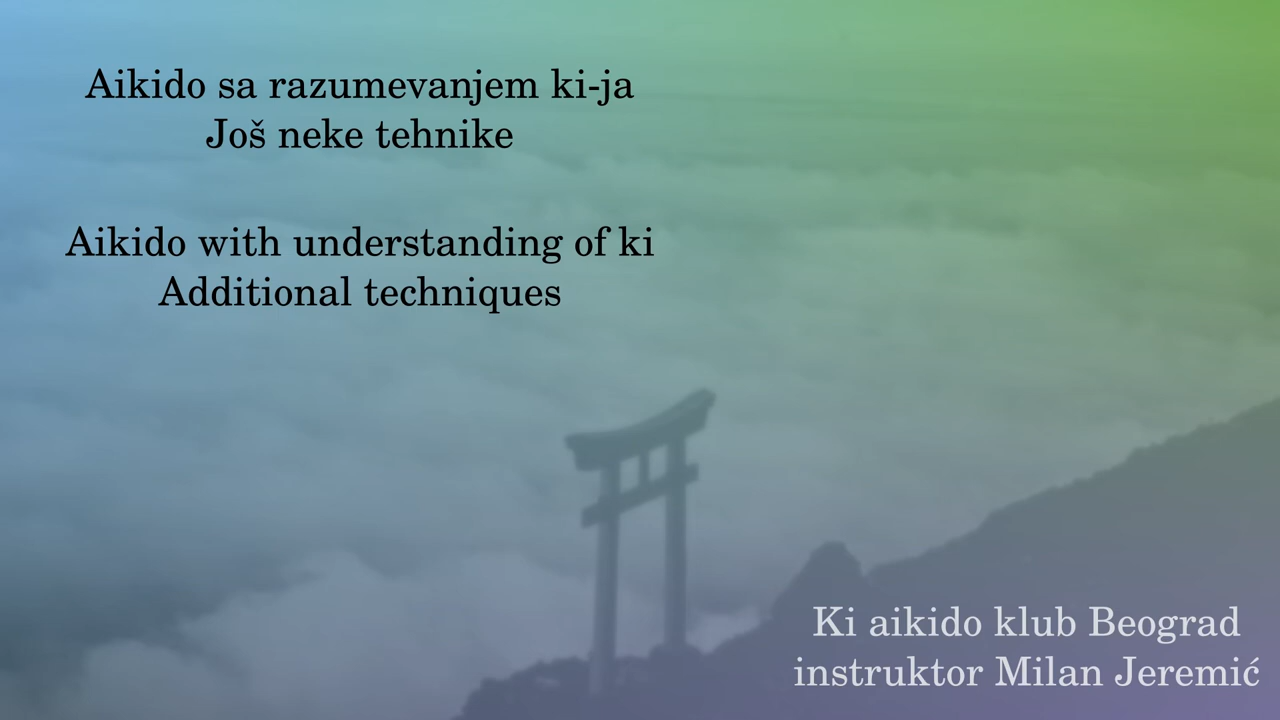 Aikido sa razumevanjem ki-ja
Još neke tehnike
Aikido with understanding of ki
Additional techniques
Ki aikido klub Beograd
instruktor Milan Jeremić